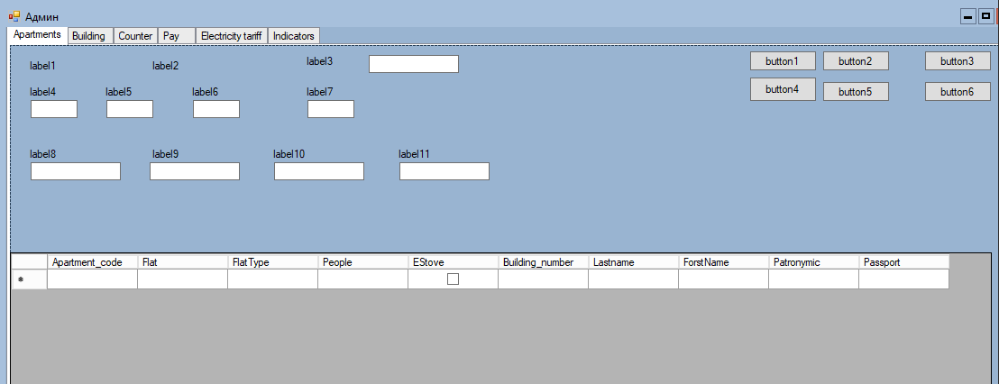 Админ
Apartments Building Counter Pay Electricity tariff Indicators
label1 label2 label3 button1 button2 button3
label4 label5 label6 label7 button4 button5 button6
label8 label9 label10 label11
Apartment_code Flat FlatType People EStove Building_number Lastname ForstName Patronymic Passport